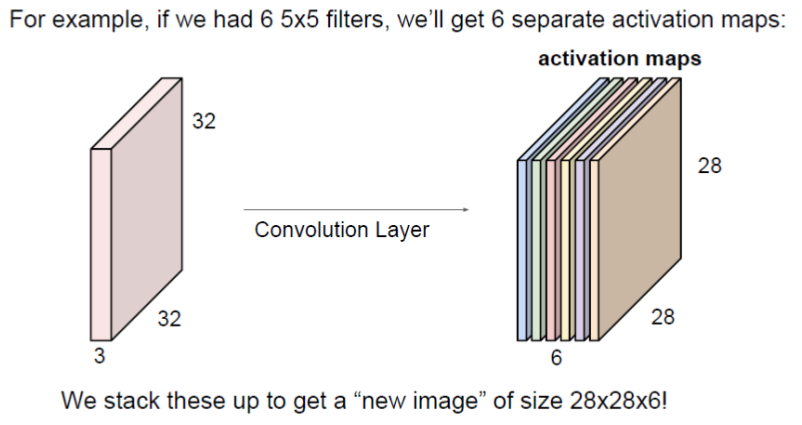 For example, if we had 6 5x5 filters, we'll get 6 separate activation maps:
activation maps
32
28
Convolution Layer
32
28
3
6
We stack these up to get a “new image” of size 28x28x6!